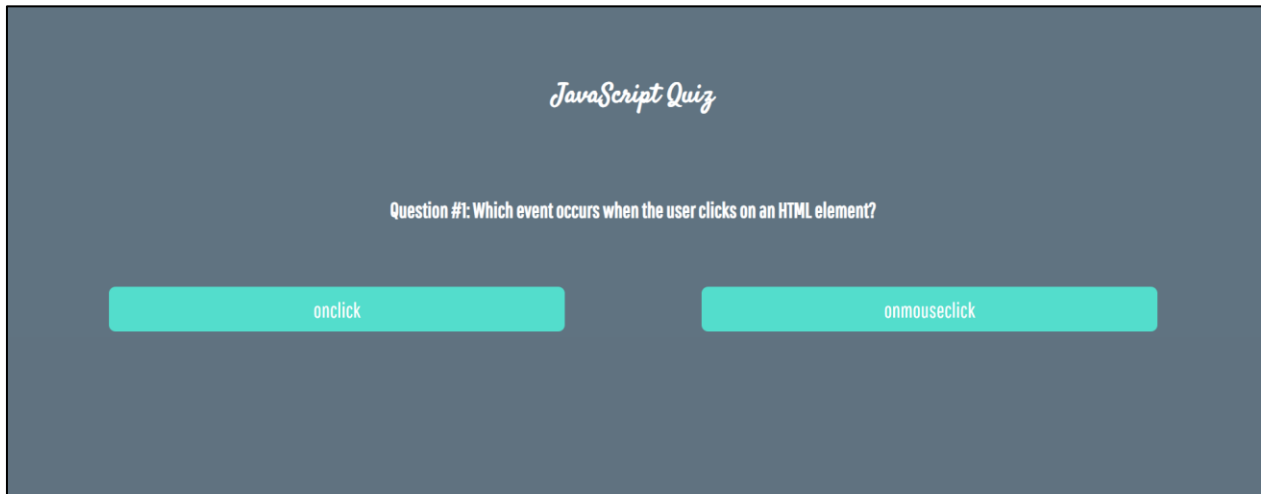 JavaScript Quiz
Question #1: Which event occurs when the user clicks on an HTML element?
onclick
onmouseclick